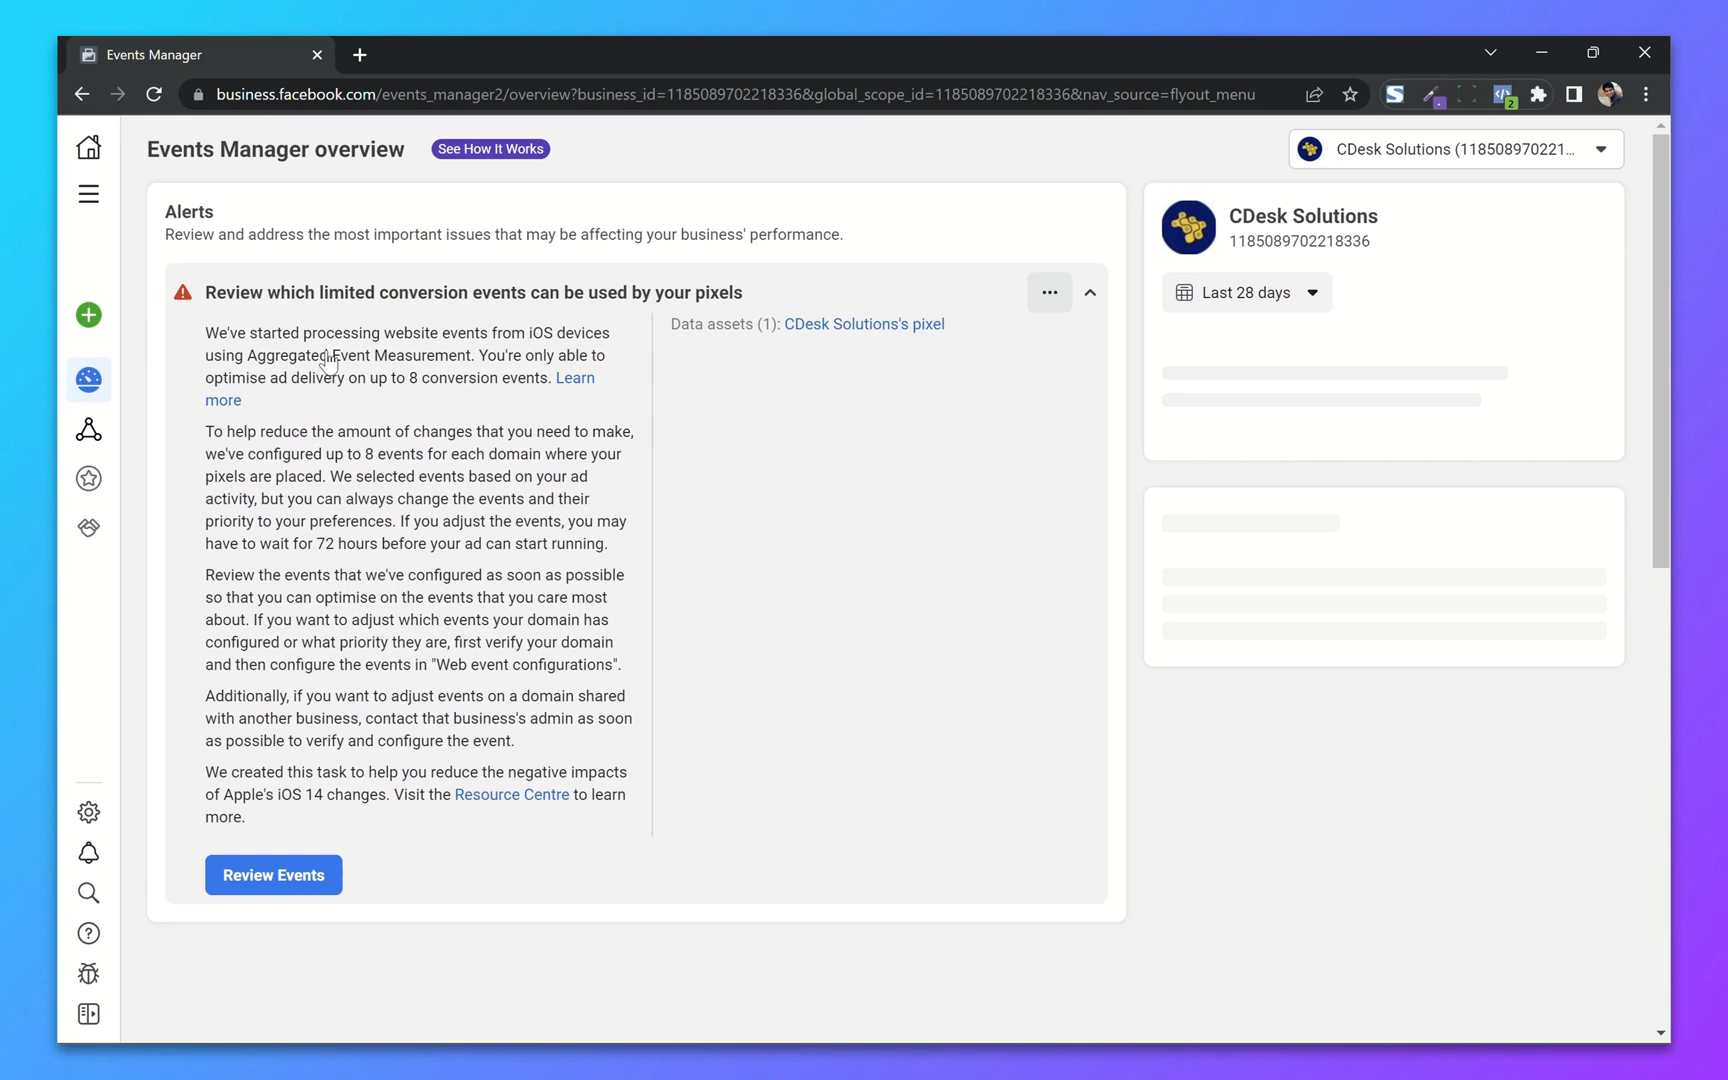 Events Manager
business.facebook.com/events_manager2/overview?business_id=1185089702218336&global_scope_id=1185089702218336&nav_source=flyout_menu
2
Events Manager overview
See How It Works
CDesk Solutions (118508970221...
Alerts
Review and address the most important issues that may be affecting your business' performance.
CDesk Solutions
1185089702218336
Last 28 days
Review which limited conversion events can be used by your pixels
We've started processing website events from iOS devices
using Aggregated Event Measurement. You're only able to
optimise ad delivery on up to 8 conversion events. Learn
more
Data assets (1): CDesk Solutions's pixel
To help reduce the amount of changes that you need to make,
we've configured up to 8 events for each domain where your
pixels are placed. We selected events based on your ad
activity, but you can always change the events and their
priority to your preferences. If you adjust the events, you may
have to wait for 72 hours before your ad can start running.
Review the events that we've configured as soon as possible
so that you can optimise on the events that you care most
about. If you want to adjust which events your domain has
configured or what priority they are, first verify your domain
and then configure the events in "Web event configurations".
Additionally, if you want to adjust events on a domain shared
with another business, contact that business's admin as soon
as possible to verify and configure the event.
We created this task to help you reduce the negative impacts
of Apple's iOS 14 changes. Visit the Resource Centre to learn
more.
Review Events